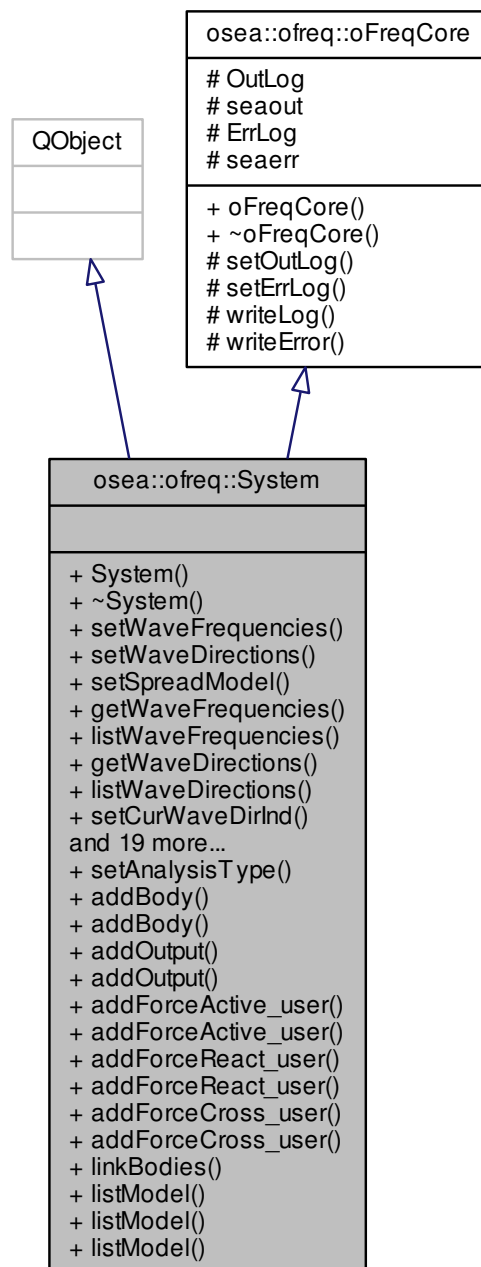 osea::ofreq::oFreqCore
# OutLog
# seaout
# ErrLog
# seaerr
+ oFreqCore()
+ ~oFreqCore()
# setOutLog()
# setErrLog()
# writeLog()
# writeError()
QObject
osea::ofreq::System
+ System()
+ ~System()
+ setWaveFrequencies()
+ setWaveDirections()
+ setSpreadModel()
+ getWaveFrequencies()
+ listWaveFrequencies()
+ getWaveDirections()
+ listWaveDirections()
+ setCurWaveDirInd()
and 19 more...
+ setAnalysisType()
+ addBody()
+ addBody()
+ addOutput()
+ addOutput()
+ addForceActive_user()
+ addForceActive_user()
+ addForceReact_user()
+ addForceReact_user()
+ addForceCross_user()
+ addForceCross_user()
+ linkBodies()
+ listModel()
+ listModel()
+ listModel()